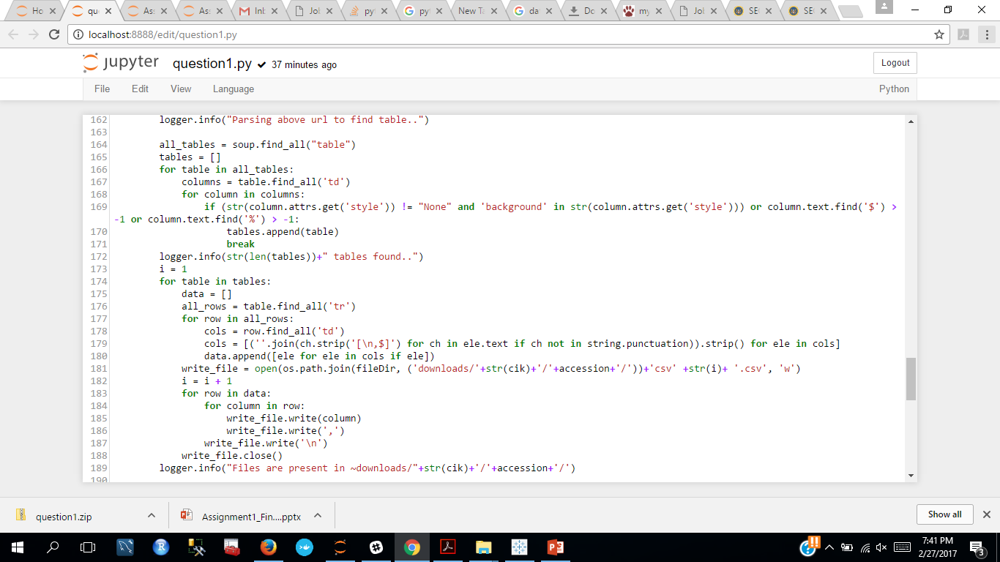 Ho
qu
As
As
Inl
Jol
pyt
pyt
New Ta
da
Do
my
Jol
SEC
SEC
localhost:8888/edit/question1.py
jupyter question1.py ✔ 37 minutes ago
Logout
File Edit View Language
Python
162 logger.info("Parsing above url to find table..")
163
164 all_tables = soup.find_all("table")
165 tables = []
166 for table in all_tables:
167 columns = table.find_all('td')
168 for column in columns:
169 if (str(column.attrs.get('style')) != "None" and 'background' in str(column.attrs.get('style'))) or column.text.find('$') >
-1 or column.text.find('%') > -1:
170 tables.append(table)
171 break
172 logger.info(str(len(tables))+" tables found..")
173 i = 1
174 for table in tables:
175 data = []
176 all_rows = table.find_all('tr')
177 for row in all_rows:
178 cols = row.find_all('td')
179 cols = [(''.join(ch.strip('[\n,$]') for ch in ele.text if ch not in string.punctuation)).strip() for ele in cols]
180 data.append([ele for ele in cols if ele])
181 write_file = open(os.path.join(fileDir, ('downloads/'+str(cik)+'/'+accession+'/'))+'csv' +str(i)+ '.csv', 'w')
182 i = i + 1
183 for row in data:
184 for column in row:
185 write_file.write(column)
186 write_file.write(',')
187 write_file.write('\n')
188 write_file.close()
189 logger.info("Files are present in ~downloads/"+str(cik)+'/'+accession+'/')
190
question1.zip
Assignment1_Fin....pptx
Show all
7:41 PM
2/27/2017
3